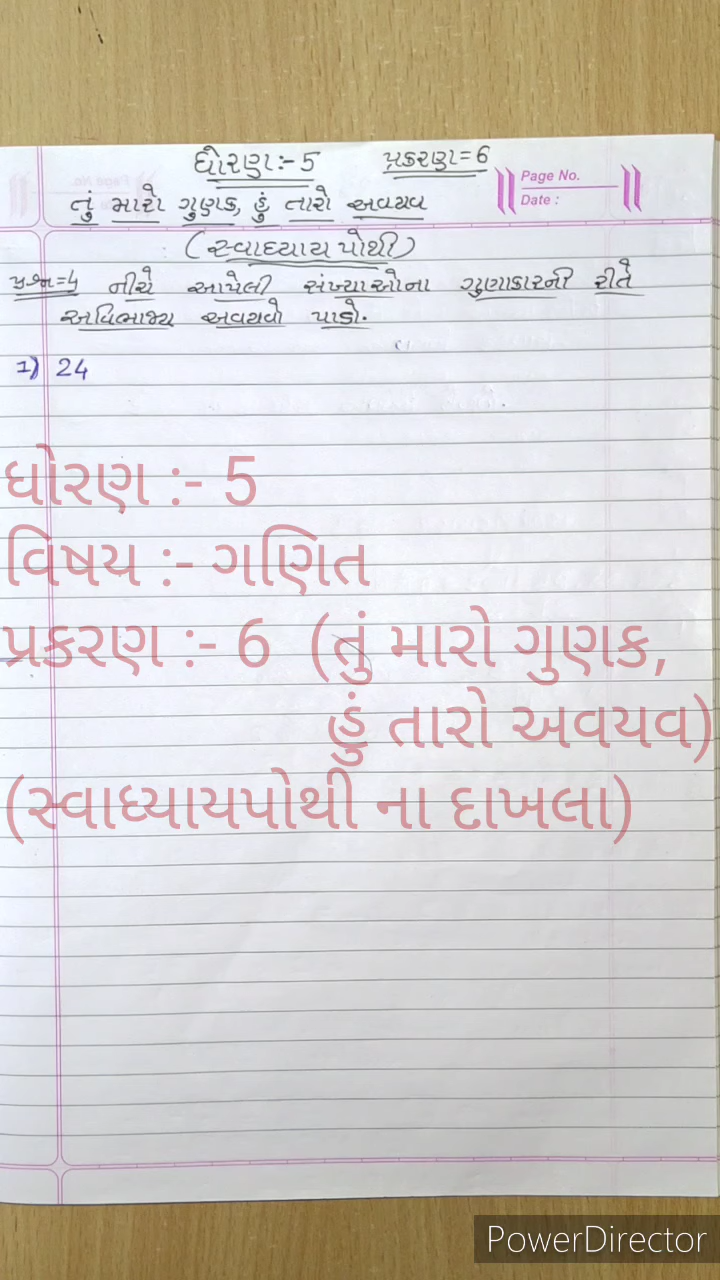 ધોરણ:- 5 પ્રકરણ=6
Page No.
Date :
તું મારો ગુણક, હું તારો અવયવ
(સ્વાધ્યાય પોથી)
પ્રશ્ન=4 નીચે આપેલી સંખ્યાઓના ગુણાકારની રીતે
અવિભાજ્ય અવયવો પાડો.
1) 24
ધોરણ :- 5
વિષય :- ગણિત
પ્રકરણ :- 6 (તું મારો ગુણક,
હું તારો અવયવ)
(સ્વાધ્યાયપોથી ના દાખલા)
PowerDirector